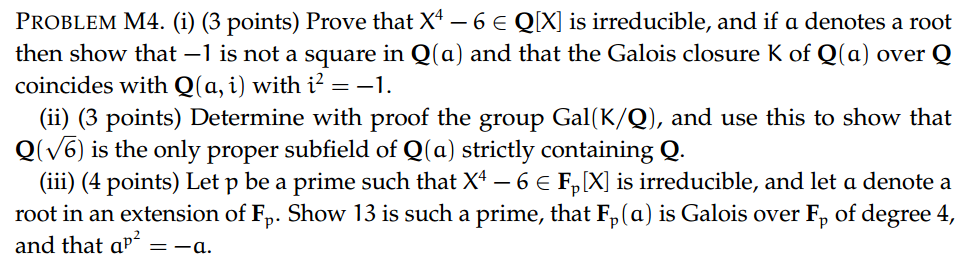 PROBLEM M4. (i) (3 points) Prove that X⁴ − 6 ∈ Q[X] is irreducible, and if a denotes a root
then show that −1 is not a square in Q(a) and that the Galois closure K of Q(a) over Q
coincides with Q(a, i) with i² = −1.
(ii) (3 points) Determine with proof the group Gal(K/Q), and use this to show that
Q(√6) is the only proper subfield of Q(a) strictly containing Q.
(iii) (4 points) Let p be a prime such that X⁴ − 6 ∈ Fₚ[X] is irreducible, and let a denote a
root in an extension of Fₚ. Show 13 is such a prime, that Fₚ(a) is Galois over Fₚ of degree 4,
and that a^{p²} = −a.